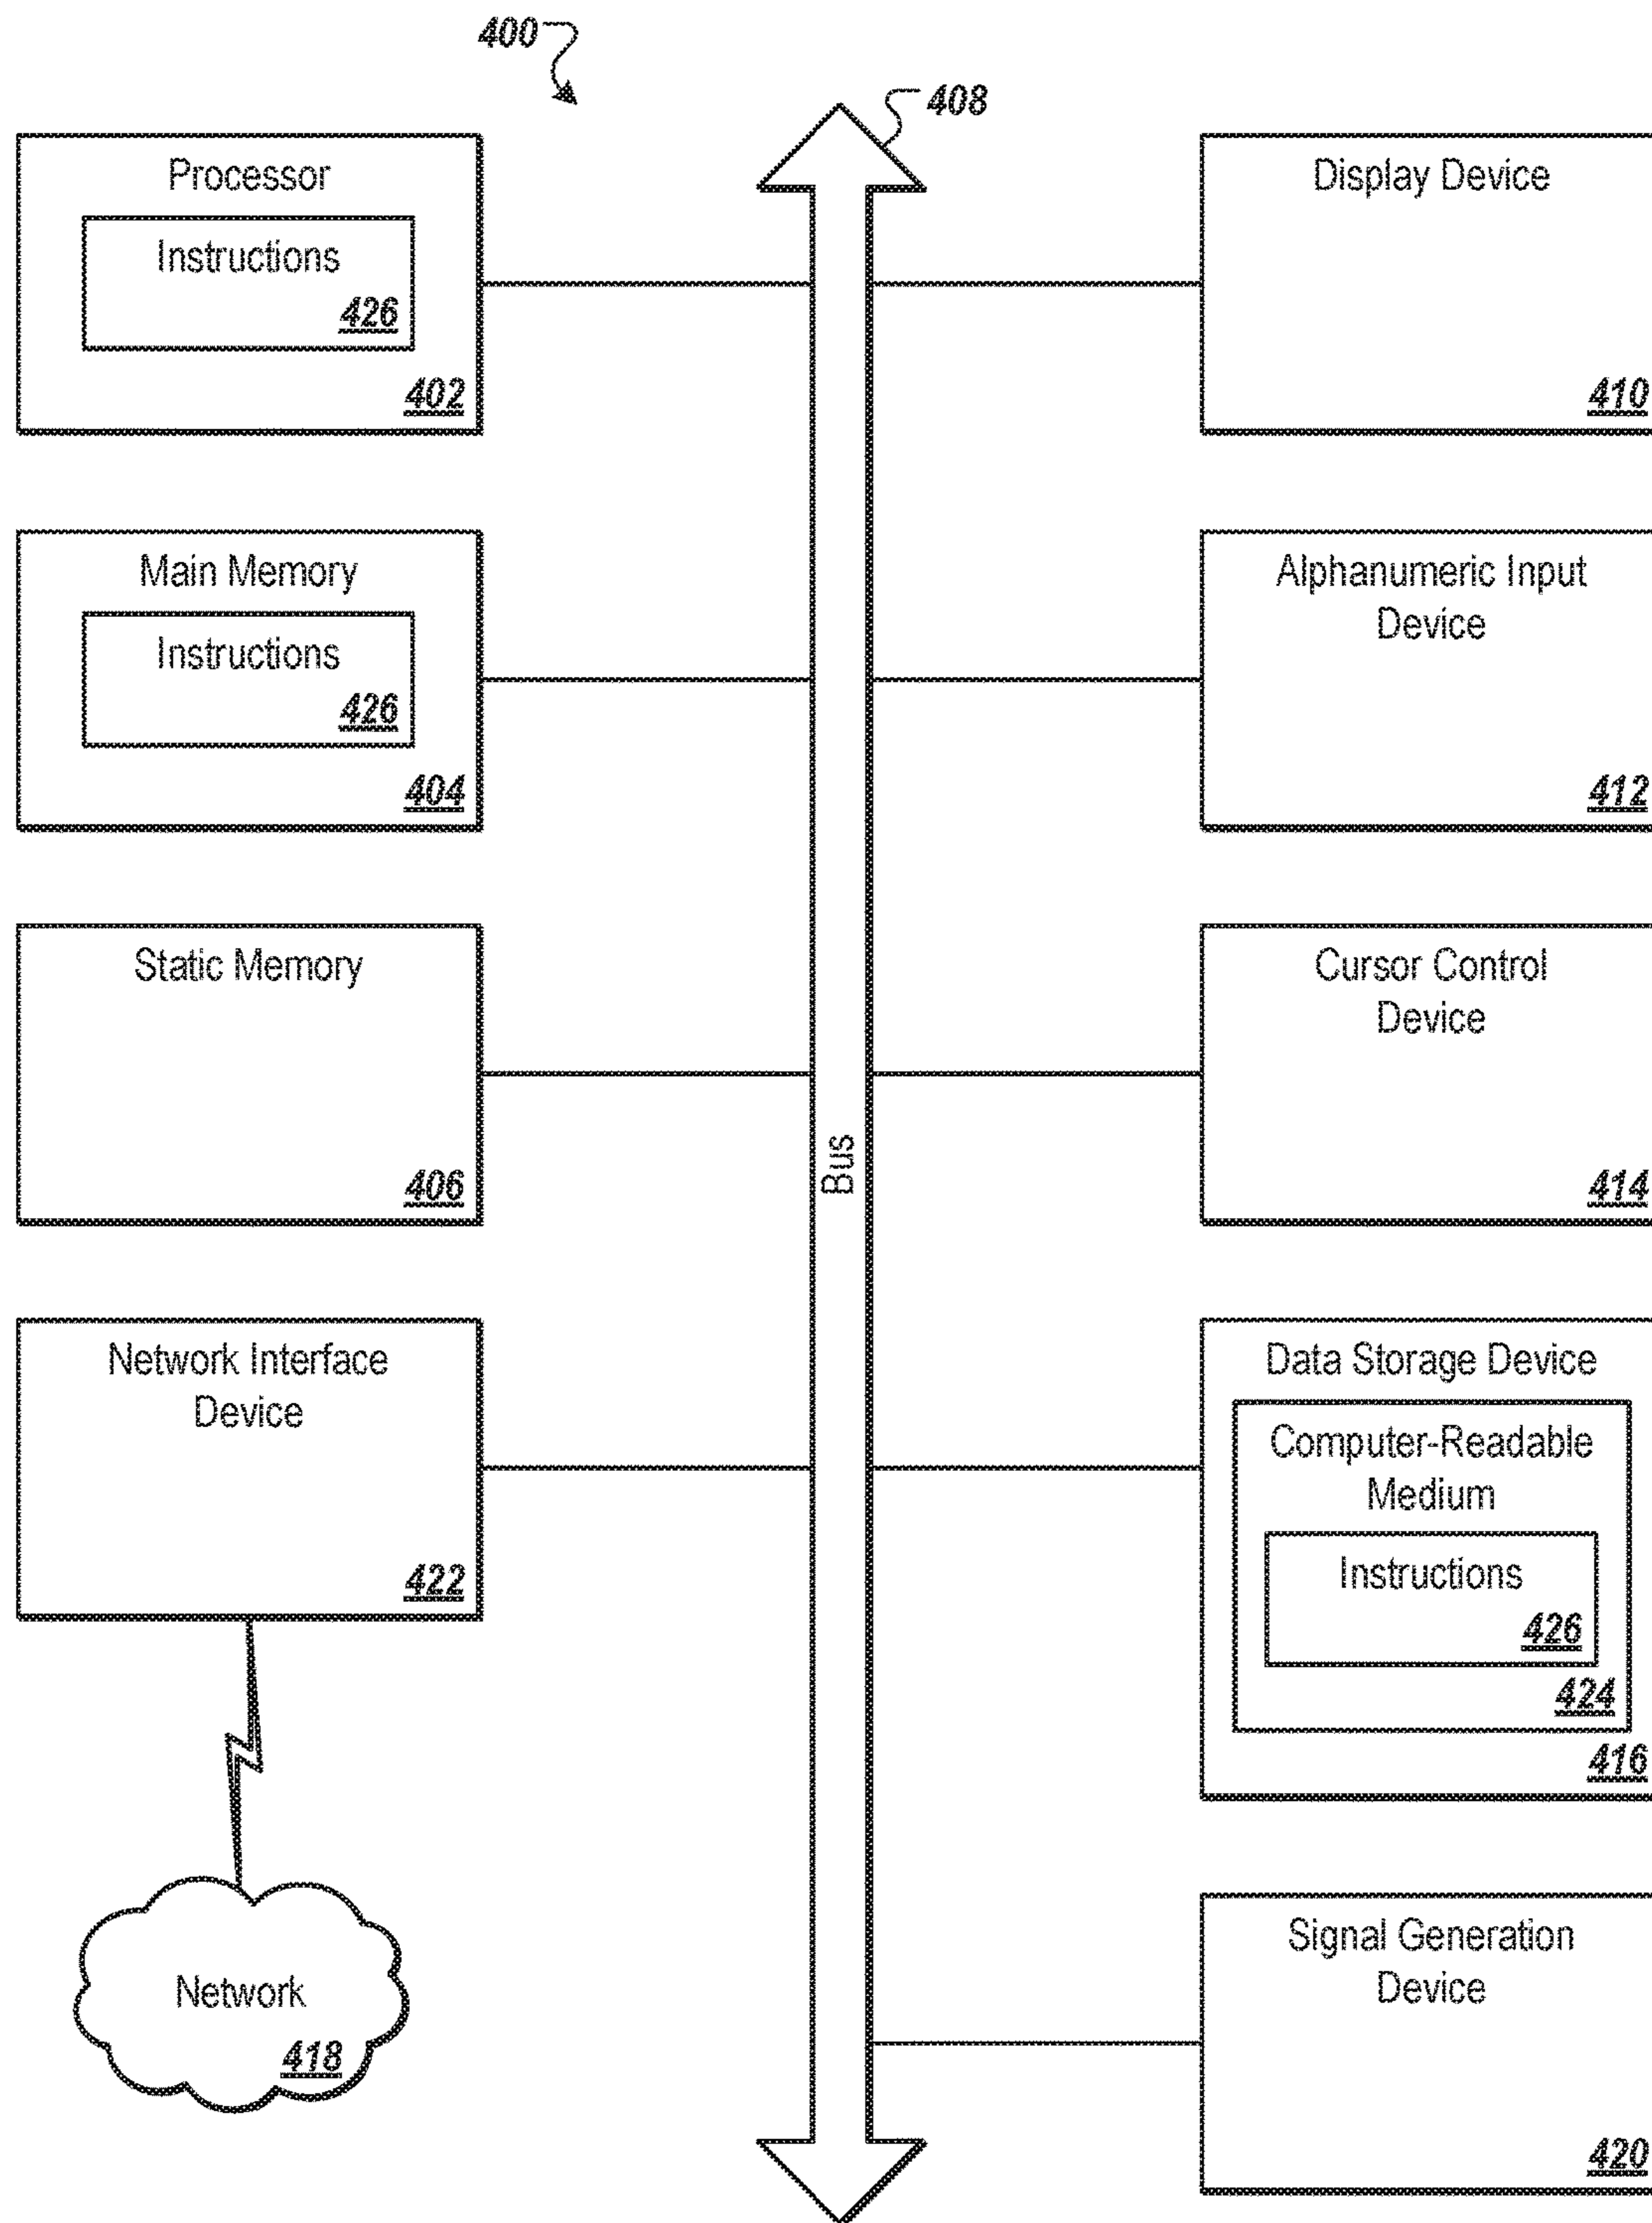 400
408
Processor
Instructions
426
402
Display Device
410
Main Memory
Instructions
426
404
Alphanumeric Input
Device
412
Static Memory
406
Cursor Control
Device
414
Bus
Network Interface
Device
422
Data Storage Device
Computer-Readable
Medium
Instructions
426
424
416
Network
418
Signal Generation
Device
420